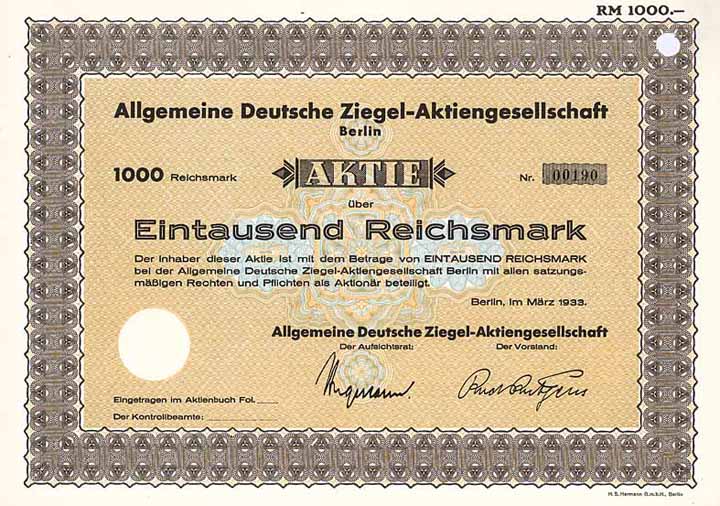 RM 1000.—
Allgemeine Deutsche Ziegel-Aktiengesellschaft
Berlin
1000 Reichsmark AKTIE Nr. 00190
über
Eintausend Reichsmark
Der Inhaber dieser Aktie ist mit dem Betrage von EINTAUSEND REICHSMARK
bei der Allgemeine Deutsche Ziegel-Aktiengesellschaft Berlin mit allen satzungs-
mäßigen Rechten und Pflichten als Aktionär beteiligt.
Berlin, im März 1933.
Allgemeine Deutsche Ziegel-Aktiengesellschaft
Der Aufsichtsrat: Der Vorstand:
Eingetragen im Aktienbuch Fol.
Der Kontrollbeamte:
H. S. Hermann G.m.b.H., Berlin